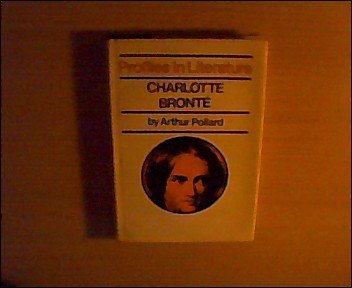 Profiles in Literature
CHARLOTTE
BRONTE
by Arthur Pollard